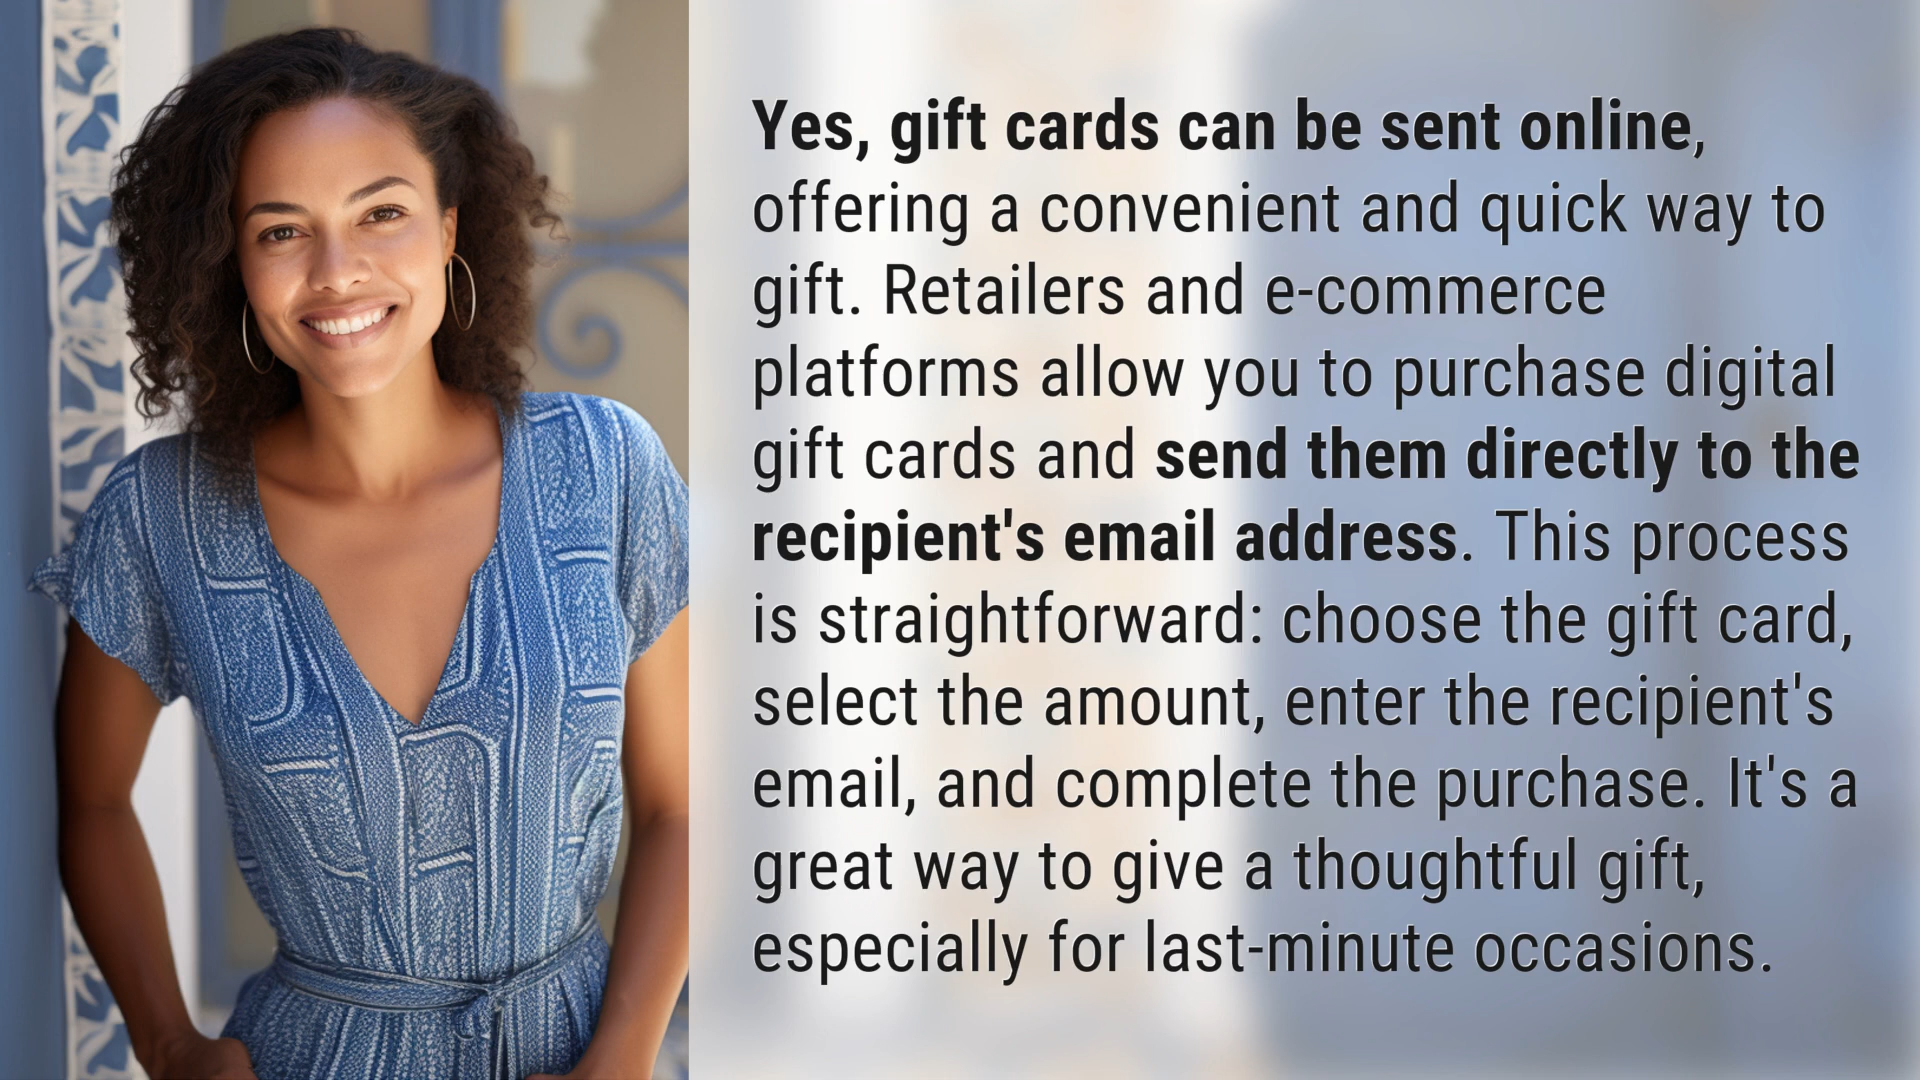 Yes, gift cards can be sent online,
offering a convenient and quick way to
gift. Retailers and e-commerce
platforms allow you to purchase digital
gift cards and send them directly to the
recipient's email address. This process
is straightforward: choose the gift card,
select the amount, enter the recipient's
email, and complete the purchase. It's a
great way to give a thoughtful gift,
especially for last-minute occasions.